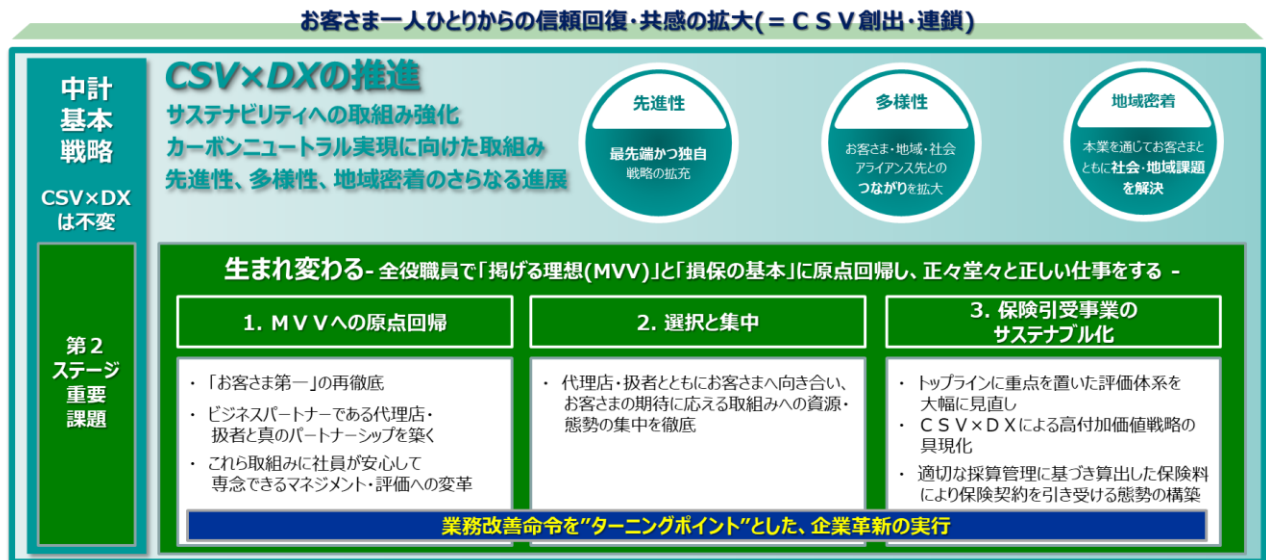 お客さま一人ひとりからの信頼回復・共感の拡大(=ＣＳＶ創出・連鎖)
中計
基本
戦略
CSV×DX
は不変
CSV×DXの推進
サステナビリティへの取組み強化
カーボンニュートラル実現に向けた取組み
先進性、多様性、地域密着のさらなる進展
先進性
最先端かつ独自
戦略の拡充
多様性
お客さま・地域・社会
アライアンス先との
つながりを拡大
地域密着
本業を通じてお客さまと
ともに社会・地域課題
を解決
第２
ステージ
重要
課題
生まれ変わる- 全役職員で「掲げる理想(MVV)」と「損保の基本」に原点回帰し、正々堂々と正しい仕事をする -
1. ＭＶＶへの原点回帰
・ 「お客さま第一」の再徹底
・ ビジネスパートナーである代理店・
扱者と真のパートナーシップを築く
・ これら取組みに社員が安心して
専念できるマネジメント・評価への変革
2. 選択と集中
・ 代理店・扱者とともにお客さまへ向き合い、
お客さまの期待に応える取組みへの資源・
態勢の集中を徹底
3. 保険引受事業の
サステナブル化
・ トップラインに重点を置いた評価体系を
大幅に見直し
・ ＣＳＶ×ＤＸによる高付加価値戦略の
具現化
・ 適切な採算管理に基づき算出した保険料
により保険契約を引き受ける態勢の構築
業務改善命令を”ターニングポイント”とした、企業革新の実行